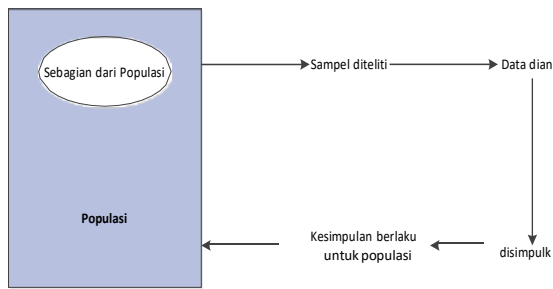 Sebagian dari Populasi
Sampel diteliti
Data dian
Populasi
Kesimpulan berlaku
untuk populasi
disimpulk